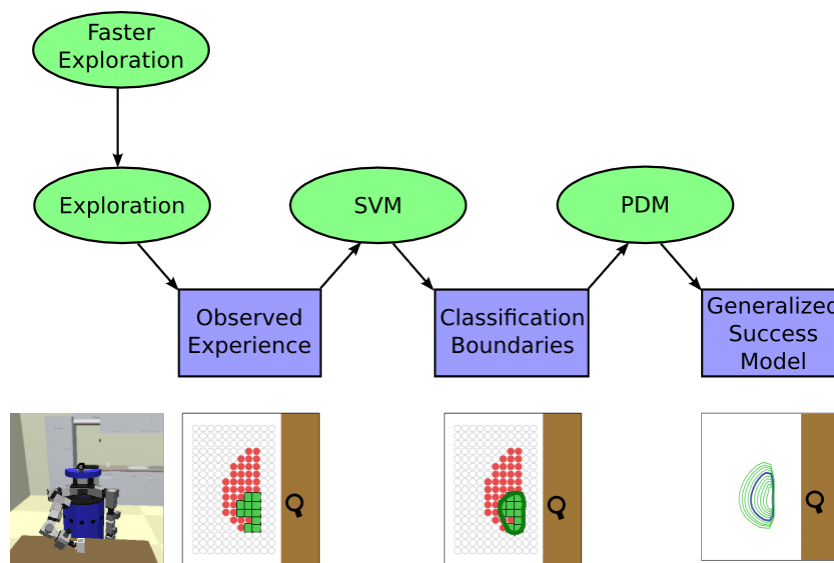 Faster
Exploration
Exploration
SVM
PDM
Observed
Experience
Classification
Boundaries
Generalized
Success
Model